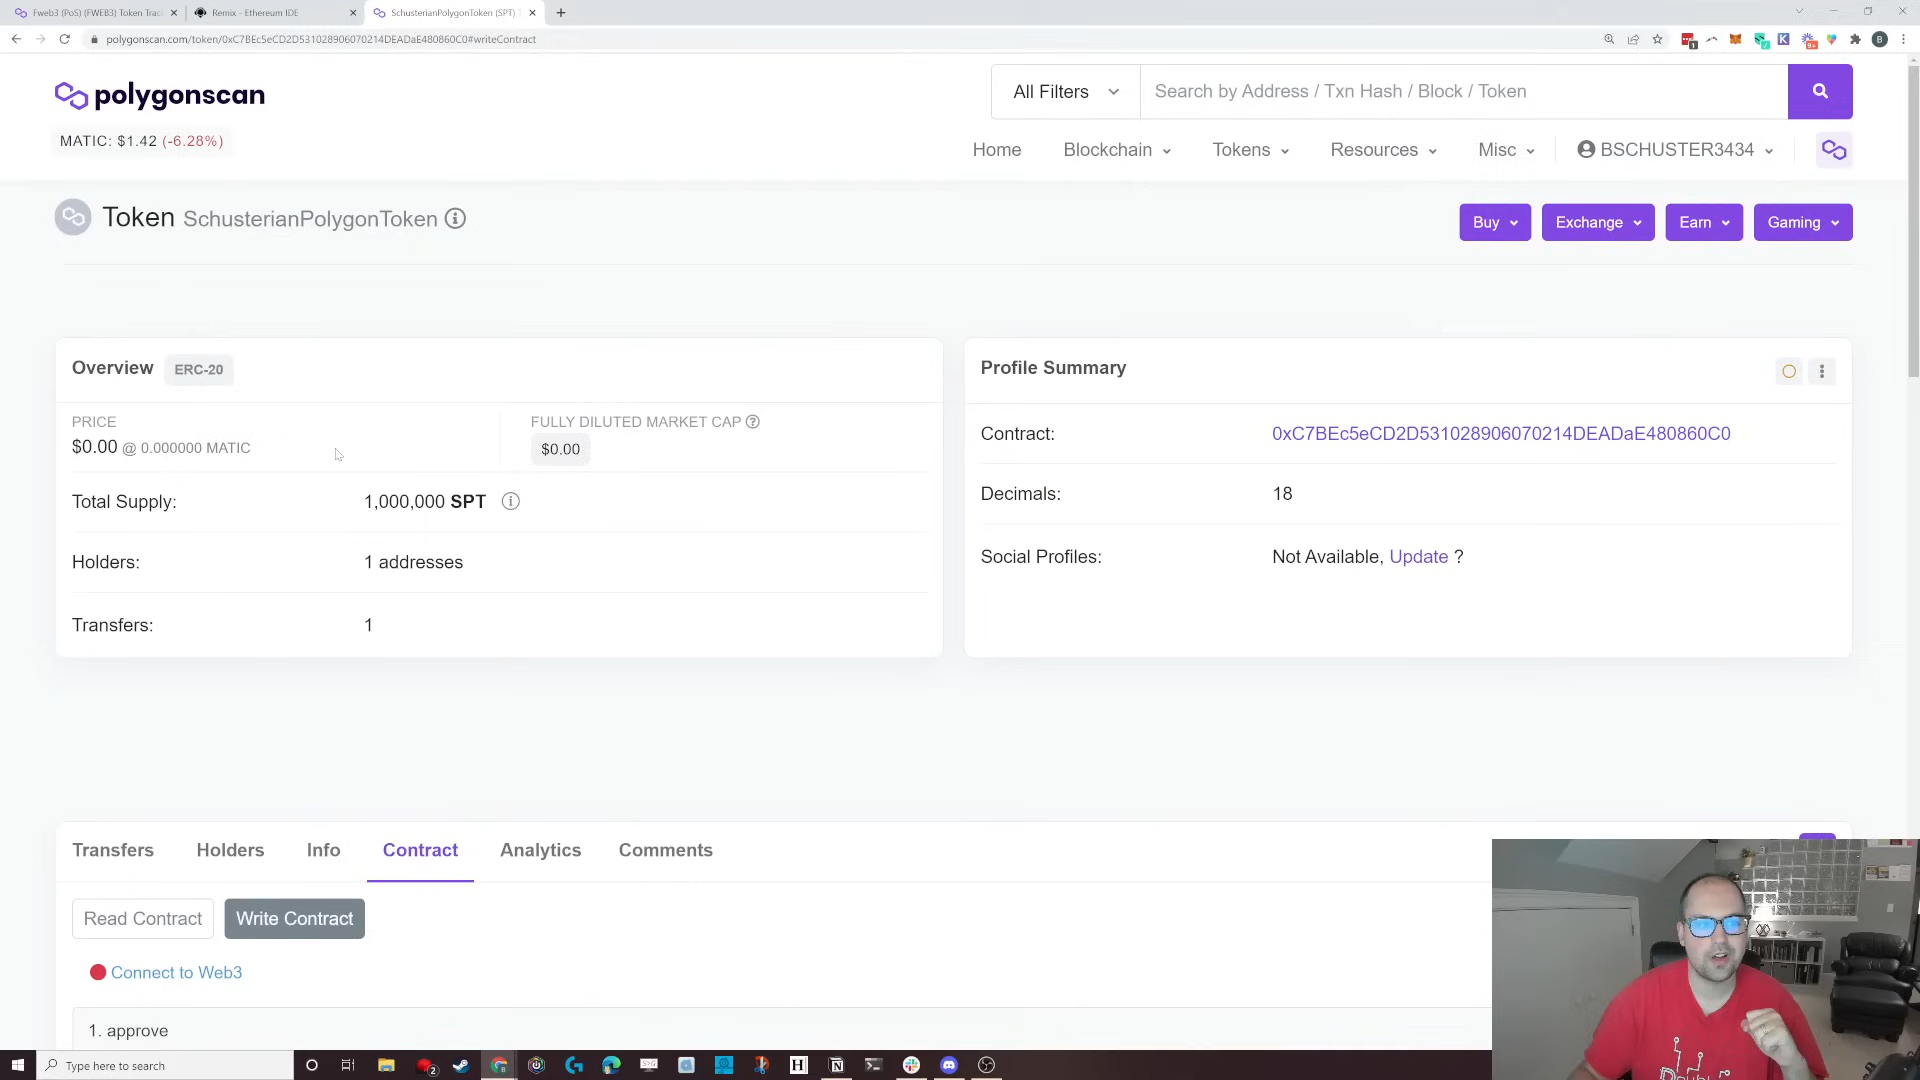 Fweb3 (PoS) (FWEB3) Token Trac
Remix - Ethereum IDE
SchusterianPolygonToken (SPT) T
polygonscan.com/token/0xC7BEc5eCD2D531028906070214DEADaE480860C0#writeContract
polygonscan
MATIC: $1.42 (-6.28%)
All Filters
Search by Address / Txn Hash / Block / Token
Home
Blockchain
Tokens
Resources
Misc
BSCHUSTER3434
Token SchusterianPolygonToken
Buy
Exchange
Earn
Gaming
Overview ERC-20
PRICE
$0.00 @ 0.000000 MATIC
FULLY DILUTED MARKET CAP
$0.00
Total Supply: 1,000,000 SPT
Holders: 1 addresses
Transfers: 1
Profile Summary
Contract: 0xC7BEc5eCD2D531028906070214DEADaE480860C0
Decimals: 18
Social Profiles: Not Available, Update ?
Transfers
Holders
Info
Contract
Analytics
Comments
Read Contract
Write Contract
Connect to Web3
1. approve
Type here to search